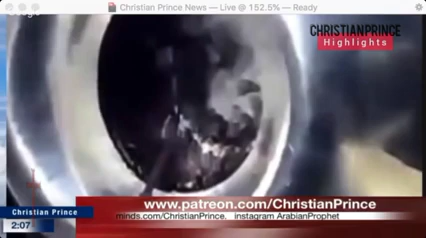 Christian Prince News — Live @ 152.5% — Ready
CHRISTIANPRINCE
Highlights
www.patreon.com/ChristianPrince
Christian Prince
minds.com/ChristianPrince, instagram ArabianProphet
2:07